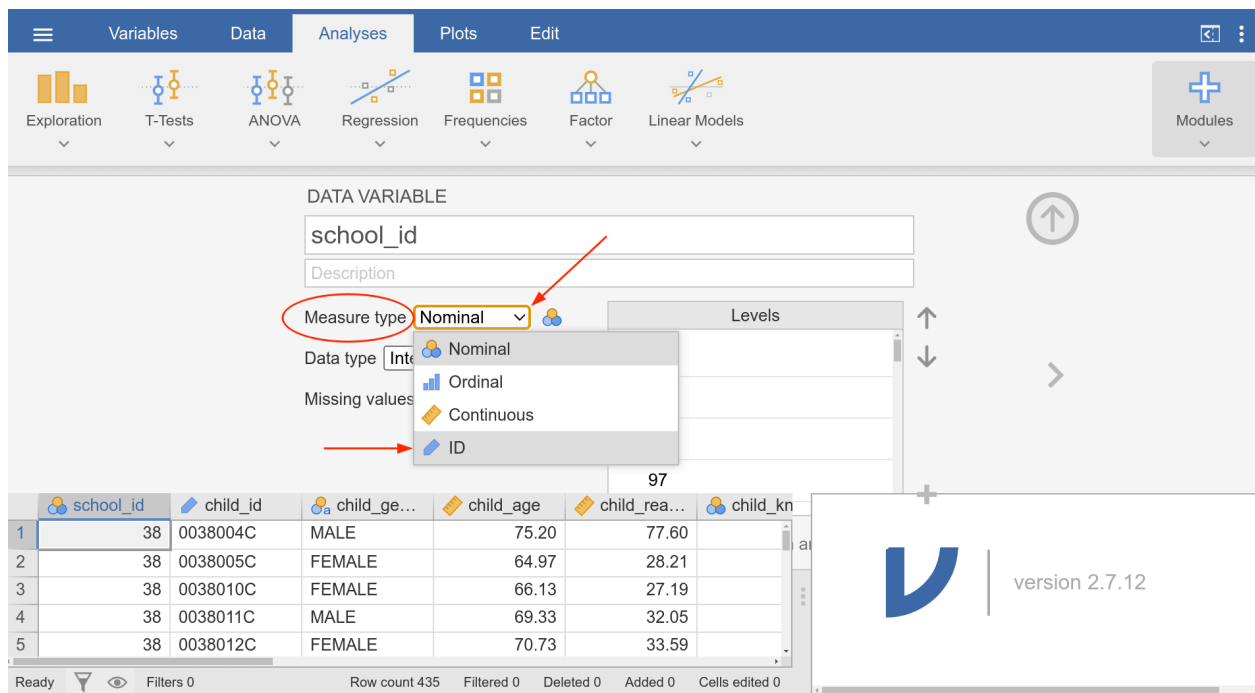 Variables Data Analyses Plots Edit
Exploration T-Tests ANOVA Regression Frequencies Factor Linear Models Modules
DATA VARIABLE
school_id
Description
Measure type Nominal
Levels
Nominal
Data type Inte
Ordinal
Missing values
Continuous
ID
97
school_id child_id child_ge... child_age child_rea... child_kn
a
1 38 0038004C MALE 75.20 77.60
2 38 0038005C FEMALE 64.97 28.21
3 38 0038010C FEMALE 66.13 27.19
4 38 0038011C MALE 69.33 32.05
5 38 0038012C FEMALE 70.73 33.59
version 2.7.12
Ready Filters 0 Row count 435 Filtered 0 Deleted 0 Added 0 Cells edited 0